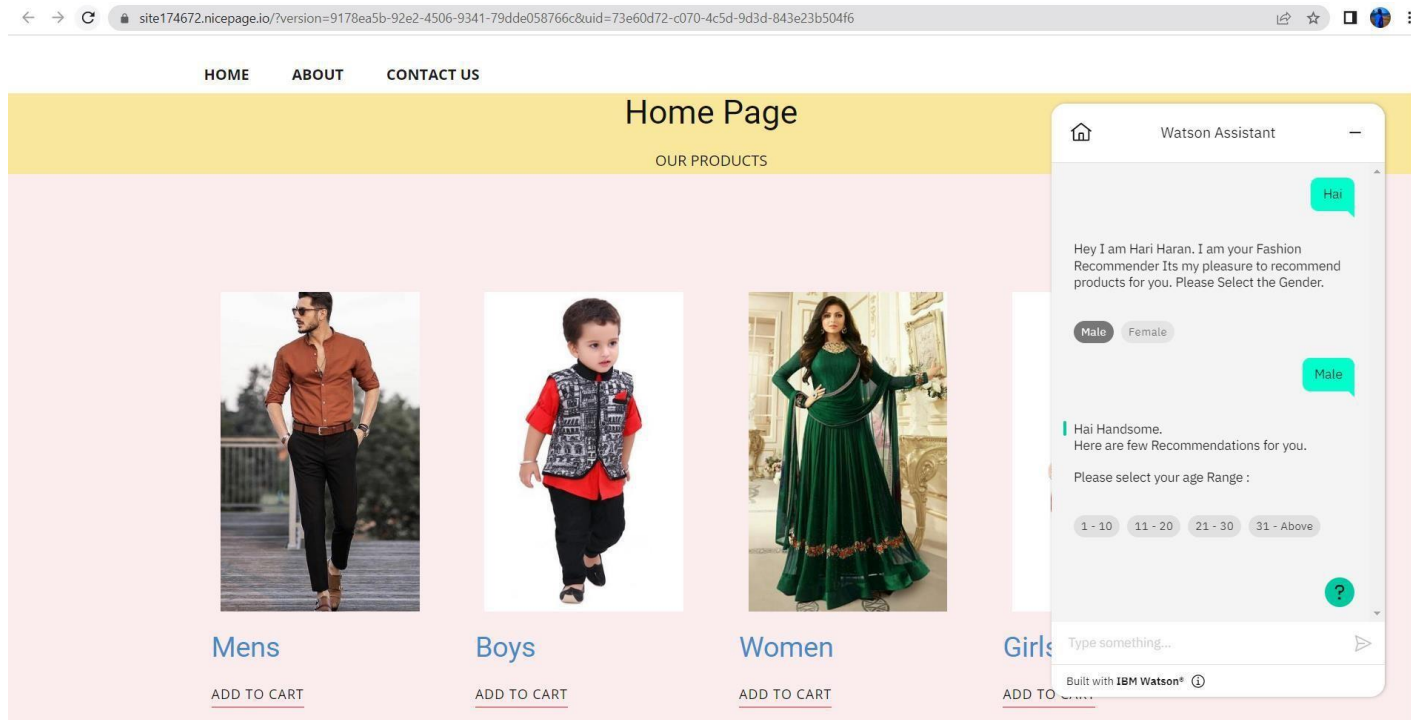 site174672.nicepage.io/?version=9178ea5b-92e2-4506-9341-79dde058766c&uid=73e60d72-c070-4c5d-9d3d-843e23b504f6
HOME ABOUT CONTACT US
Home Page
OUR PRODUCTS
Mens Boys Women Girls
ADD TO CART ADD TO CART ADD TO CART ADD TO CART
Watson Assistant
Hai
Hey I am Hari Haran. I am your Fashion
Recommender Its my pleasure to recommend
products for you. Please Select the Gender.
Male Female
Male
Hai Handsome.
Here are few Recommendations for you.
Please select your age Range :
1 - 10 11 - 20 21 - 30 31 - Above
?
Type something...
Built with IBM Watson®